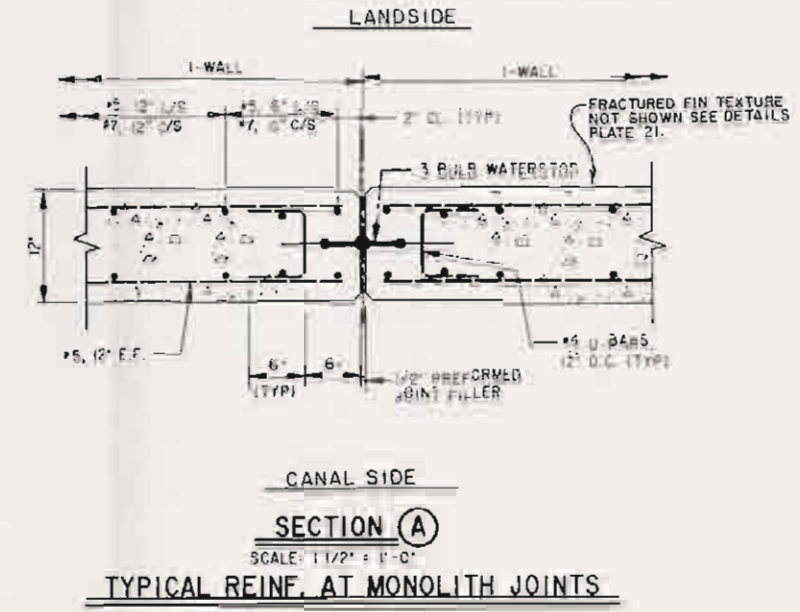 LANDSIDE
I-WALL
I-WALL
#5, 12" L/S
#7, 12" C/S
#5, 6" L/S
#7, 6" C/S
2" CL. (TYP)
FRACTURED FIN TEXTURE
NOT SHOWN SEE DETAILS
PLATE 21.
3 BULB WATERSTOP
12"
#5, 12" E.F.
6"
6"
(TYP)
1/2" PREFORMED
JOINT FILLER
#4 U-BARS,
12" O.C. (TYP)
CANAL SIDE
SECTION A
SCALE: 1 1/2" = 1'-0"
TYPICAL REINF. AT MONOLITH JOINTS